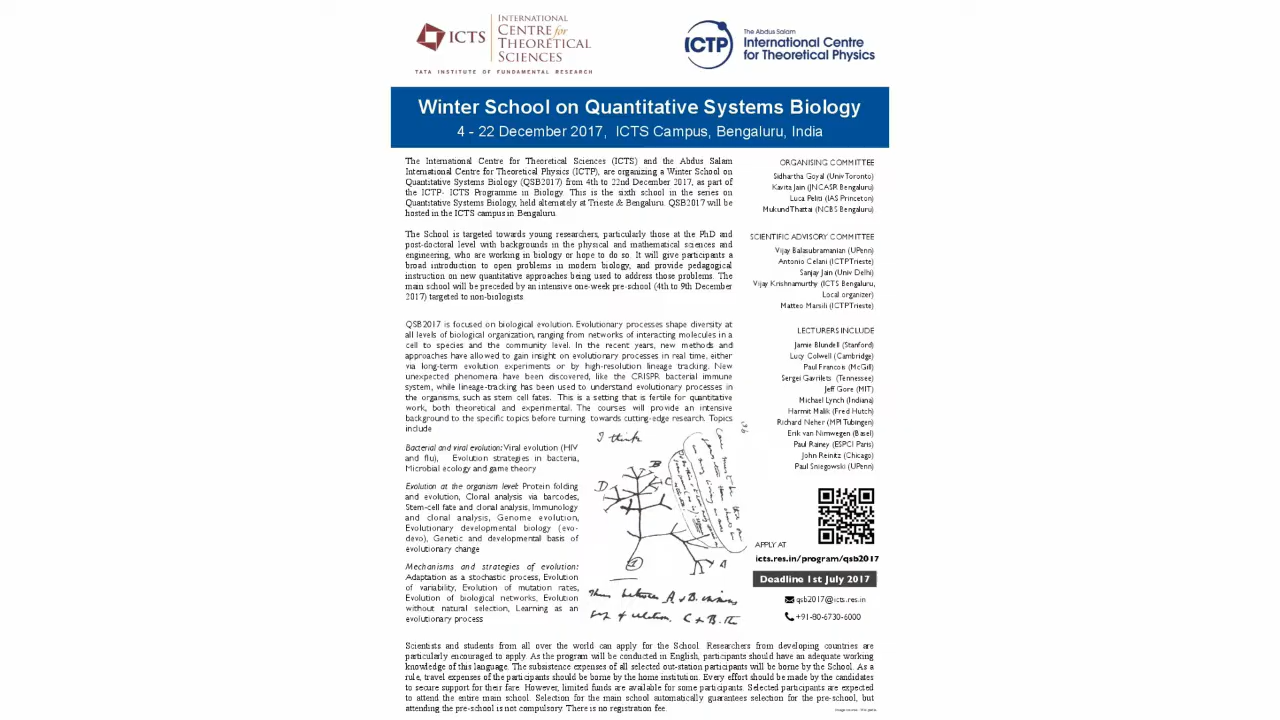 ICTS
INTERNATIONAL
CENTRE for
THEORETICAL
SCIENCES
TATA INSTITUTE OF FUNDAMENTAL RESEARCH
ICTP
The Abdus Salam
International Centre
for Theoretical Physics
Winter School on Quantitative Systems Biology
4 - 22 December 2017, ICTS Campus, Bengaluru, India
The International Centre for Theoretical Sciences (ICTS) and the Abdus Salam
International Centre for Theoretical Physics (ICTP), are organizing a Winter School on
Quantitative Systems Biology (QSB2017) from 4th to 22nd December 2017, as part of
the ICTP- ICTS Programme in Biology. This is the sixth school in the series on
Quantitative Systems Biology, held alternately at Trieste & Bengaluru. QSB2017 will be
hosted in the ICTS campus in Bengaluru.
The School is targeted towards young researchers, particularly those at the PhD and
post-doctoral level with backgrounds in the physical and mathematical sciences and
engineering, who are working in biology or hope to do so. It will give participants a
broad introduction to open problems in modern biology, and provide pedagogical
instruction on new quantitative approaches being used to address those problems. The
main school will be preceded by an intensive one-week pre-school (4th to 9th December
2017) targeted to non-biologists.
QSB2017 is focused on biological evolution. Evolutionary processes shape diversity at
all levels of biological organization, ranging from networks of interacting molecules in a
cell to species and the community level. In the recent years, new methods and
approaches have allowed to gain insight on evolutionary processes in real time, either
via long-term evolution experiments or by high-resolution lineage tracking. New
unexpected phenomena have been discovered, like the CRISPR bacterial immune
system, while lineage-tracking has been used to understand evolutionary processes in
the organisms, such as stem cell fates. This is a setting that is fertile for quantitative
work, both theoretical and experimental. The courses will provide an intensive
background to the specific topics before turning towards cutting-edge research. Topics
include
Bacterial and viral evolution: Viral evolution (HIV
and flu), Evolution strategies in bacteria,
Microbial ecology and game theory
Evolution at the organism level: Protein folding
and evolution, Clonal analysis via barcodes,
Stem-cell fate and clonal analysis, Immunology
and clonal analysis, Genome evolution,
Evolutionary developmental biology (evo-
devo), Genetic and developmental basis of
evolutionary change
Mechanisms and strategies of evolution:
Adaptation as a stochastic process, Evolution
of variability, Evolution of mutation rates,
Evolution of biological networks, Evolution
without natural selection, Learning as an
evolutionary process
I think
B
D
C
A
1
Thus between A & B.
C & B. The
ORGANISING COMMITTEE
Sidhartha Goyal (Univ Toronto)
Kavita Jain (JNCASR Bengaluru)
Luca Peliti (IAS Princeton)
Mukund Thattai (NCBS Bengaluru)
SCIENTIFIC ADVISORY COMMITTEE
Vijay Balasubramanian (UPenn)
Antonio Celani (ICTP Trieste)
Sanjay Jain (Univ Delhi)
Vijay Krishnamurthy (ICTS Bengaluru,
Local organizer)
Matteo Marsili (ICTP Trieste)
LECTURERS INCLUDE
Jamie Blundell (Stanford)
Lucy Colwell (Cambridge)
Paul Francois (McGill)
Sergei Gavrilets (Tennessee)
Jeff Gore (MIT)
Michael Lynch (Indiana)
Harmit Malik (Fred Hutch)
Richard Neher (MPI Tubingen)
Erik van Nimwegen (Basel)
Paul Rainey (ESPCI Paris)
John Reinitz (Chicago)
Paul Sniegowski (UPenn)
APPLY AT
icts.res.in/program/qsb2017
Deadline 1st July 2017
qsb2017@icts.res.in
+91-80-6730-6000
Scientists and students from all over the world can apply for the School. Researchers from developing countries are
particularly encouraged to apply. As the program will be conducted in English, participants should have an adequate working
knowledge of this language. The subsistence expenses of all selected out-station participants will be borne by the School. As a
rule, travel expenses of the participants should be borne by the home institution. Every effort should be made by the candidates
to secure support for their fare. However, limited funds are available for some participants. Selected participants are expected
to attend the entire main school. Selection for the main school automatically guarantees selection for the pre-school, but
attending the pre-school is not compulsory. There is no registration fee.